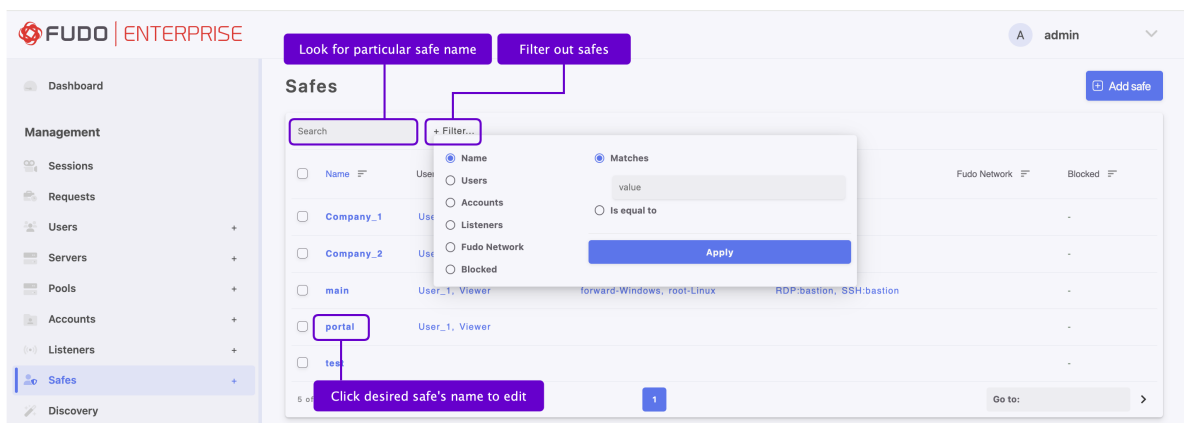 FUDO ENTERPRISE
A admin
Look for particular safe name
Filter out safes
Dashboard
Safes
Add safe
Management
Search
+ Filter...
Sessions
Requests
Users +
Servers +
Pools +
Accounts +
Listeners +
Safes +
Discovery
Name
Fudo Network
Blocked
Name
Users
Accounts
Listeners
Fudo Network
Blocked
Matches
value
Is equal to
Apply
Company_1 -
Company_2 -
main User_1, Viewer forward-Windows, root-Linux RDP:bastion, SSH:bastion -
portal User_1, Viewer -
test -
Click desired safe's name to edit
1
Go to: